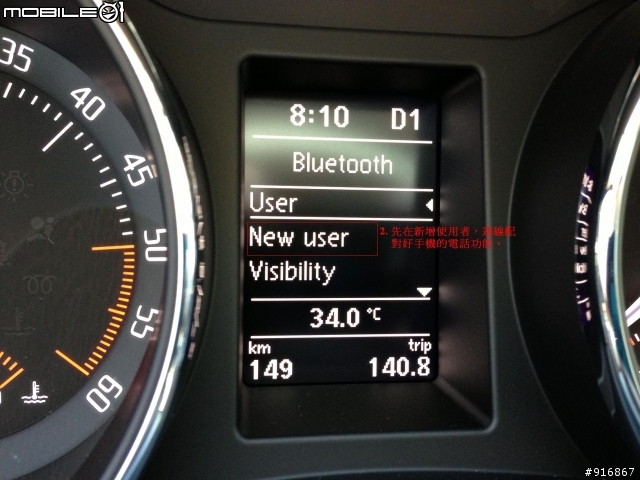 MOBILE01
35
40
45
50
55
60
8:10 D1
Bluetooth
User
New user
Visibility
34.0 °C
km trip
149 140.8
2. 先在新增使用者，連線配
對好手機的電話功能。
#916867